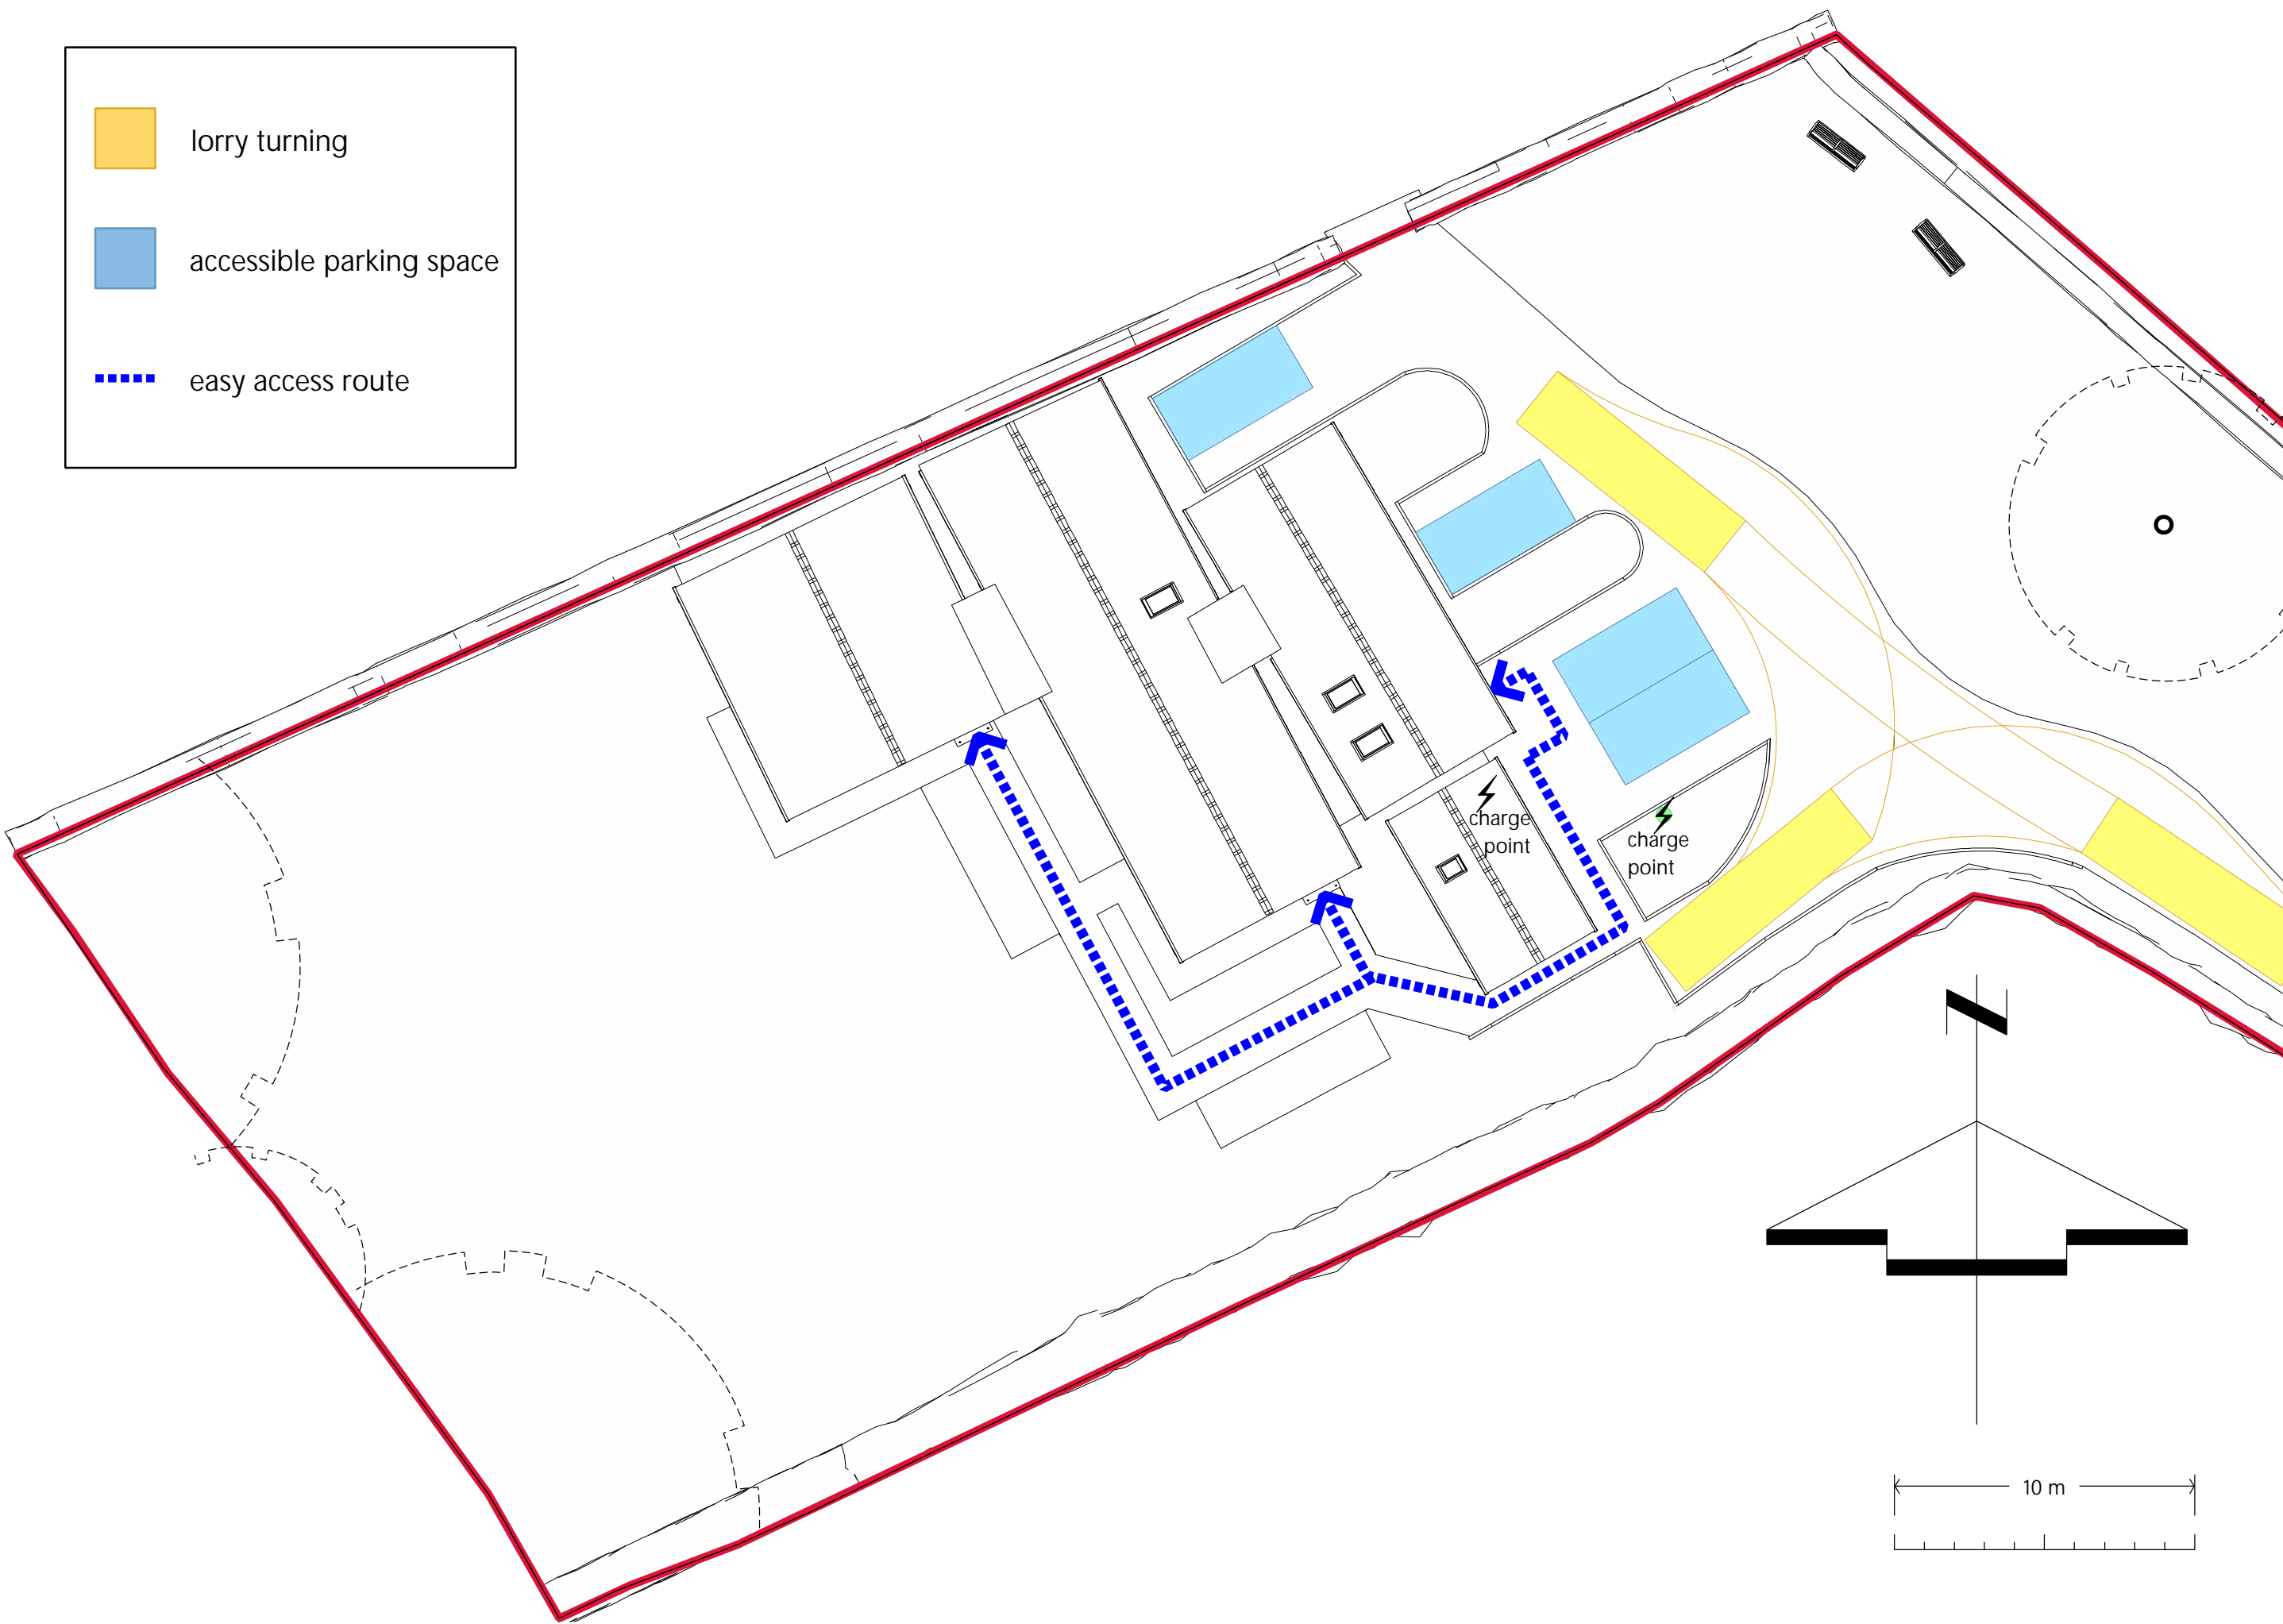 lorry turning
accessible parking space
easy access route
charge
point
charge
point
N
10 m